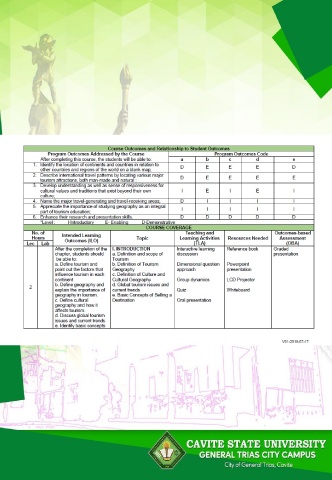 Course Outcomes and Relationship to Student Outcomes
Program Outcomes Addressed by the Course
Program Outcomes Code
After completing this course, the students will be able to:
a b c d e
1. Identify the location of continents and countries in relation to other countries and regions of the world on a blank map.
D E E E D
2. Describe international travel patterns by locating various major tourism attractions, both man-made and natural
D E E E E
3. Develop understanding as well as sense of responsiveness for cultural values and traditions that exist beyond their own culture.
I E I E
4. Name the major travel-generating and travel receiving areas.
D I I I I
5. Appreciate the importance of studying geography as an integral part of tourism education.
I I I I I
6. Enhance their research and presentation skills.
D D D D
*Level: I-Introductory E- Enabling D-Demonstrative
COURSE COVERAGE
No. of Hours
Lec Lab
Intended Learning Outcomes (ILO)
Topic
Teaching and Learning Activities (TLA)
Resources Needed
Outcomes-based Assessment (OBA)
2
After the completion of the chapter, students should be able to:
a. Define tourism and point out the factors that influence tourism in each continent
b. Define geography and explain the importance of geography in tourism.
c. Define cultural geography and how it affects tourism
d. Discuss global tourism issues and current trends
e. Identify basic concepts
I. INTRODUCTION
a. Definition and scope of Tourism
b. Definition of Tourism Geography
c. Definition of Culture and Cultural Geography
d. Global tourism issues and current trends
e. Basic Concepts of Selling a Destination
Interactive learning discussion
Dimensional question approach
Group dynamics
Quiz
Oral presentation
Reference book
Powerpoint presentation
LCD Projector
Whiteboard
Graded presentation
CAVITE STATE UNIVERSITY
GENERAL TRIAS CITY CAMPUS
City of General Trias, Cavite